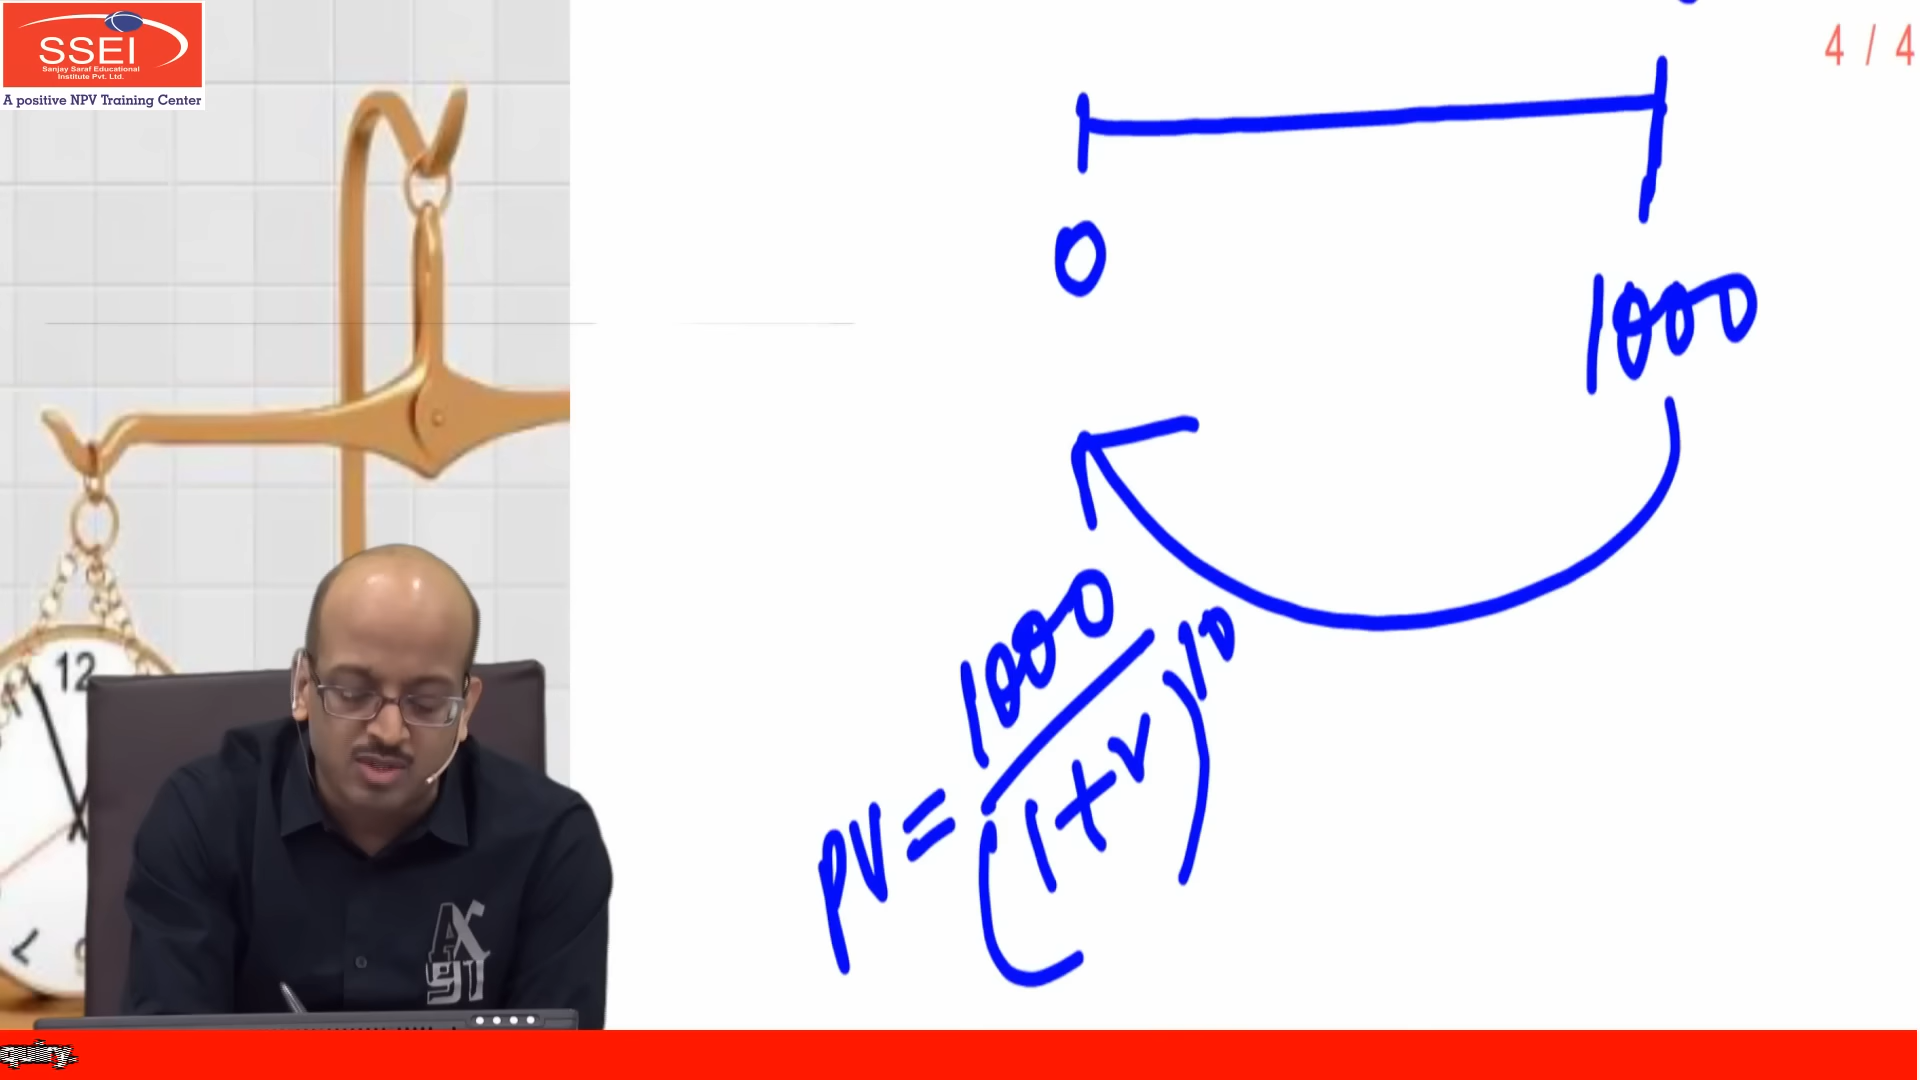 SSEI
Sanjay Saraf Educational
Institute Pvt. Ltd.
A positive NPV Training Center
4 / 4
0
1000
PV = 1000
(1+r)^10
12
quiry.